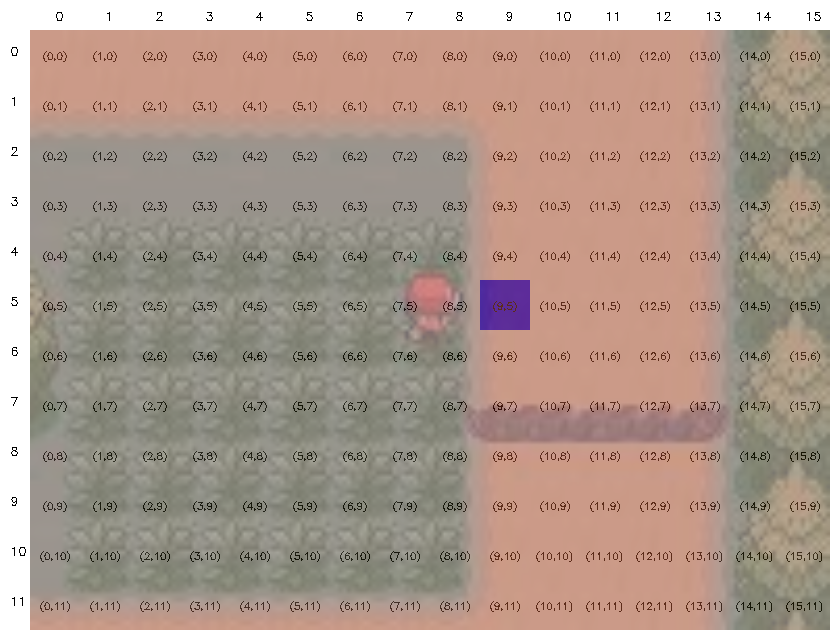 0 1 2 3 4 5 6 7 8 9 10 11 12 13 14 15
0 (0,0) (1,0) (2,0) (3,0) (4,0) (5,0) (6,0) (7,0) (8,0) (9,0) (10,0) (11,0) (12,0) (13,0) (14,0) (15,0)
1 (0,1) (1,1) (2,1) (3,1) (4,1) (5,1) (6,1) (7,1) (8,1) (9,1) (10,1) (11,1) (12,1) (13,1) (14,1) (15,1)
2 (0,2) (1,2) (2,2) (3,2) (4,2) (5,2) (6,2) (7,2) (8,2) (9,2) (10,2) (11,2) (12,2) (13,2) (14,2) (15,2)
3 (0,3) (1,3) (2,3) (3,3) (4,3) (5,3) (6,3) (7,3) (8,3) (9,3) (10,3) (11,3) (12,3) (13,3) (14,3) (15,3)
4 (0,4) (1,4) (2,4) (3,4) (4,4) (5,4) (6,4) (7,4) (8,4) (9,4) (10,4) (11,4) (12,4) (13,4) (14,4) (15,4)
5 (0,5) (1,5) (2,5) (3,5) (4,5) (5,5) (6,5) (7,5) (8,5) (9,5) (10,5) (11,5) (12,5) (13,5) (14,5) (15,5)
6 (0,6) (1,6) (2,6) (3,6) (4,6) (5,6) (6,6) (7,6) (8,6) (9,6) (10,6) (11,6) (12,6) (13,6) (14,6) (15,6)
7 (0,7) (1,7) (2,7) (3,7) (4,7) (5,7) (6,7) (7,7) (8,7) (9,7) (10,7) (11,7) (12,7) (13,7) (14,7) (15,7)
8 (0,8) (1,8) (2,8) (3,8) (4,8) (5,8) (6,8) (7,8) (8,8) (9,8) (10,8) (11,8) (12,8) (13,8) (14,8) (15,8)
9 (0,9) (1,9) (2,9) (3,9) (4,9) (5,9) (6,9) (7,9) (8,9) (9,9) (10,9) (11,9) (12,9) (13,9) (14,9) (15,9)
10 (0,10) (1,10) (2,10) (3,10) (4,10) (5,10) (6,10) (7,10) (8,10) (9,10) (10,10) (11,10) (12,10) (13,10) (14,10) (15,10)
11 (0,11) (1,11) (2,11) (3,11) (4,11) (5,11) (6,11) (7,11) (8,11) (9,11) (10,11) (11,11) (12,11) (13,11) (14,11) (15,11)